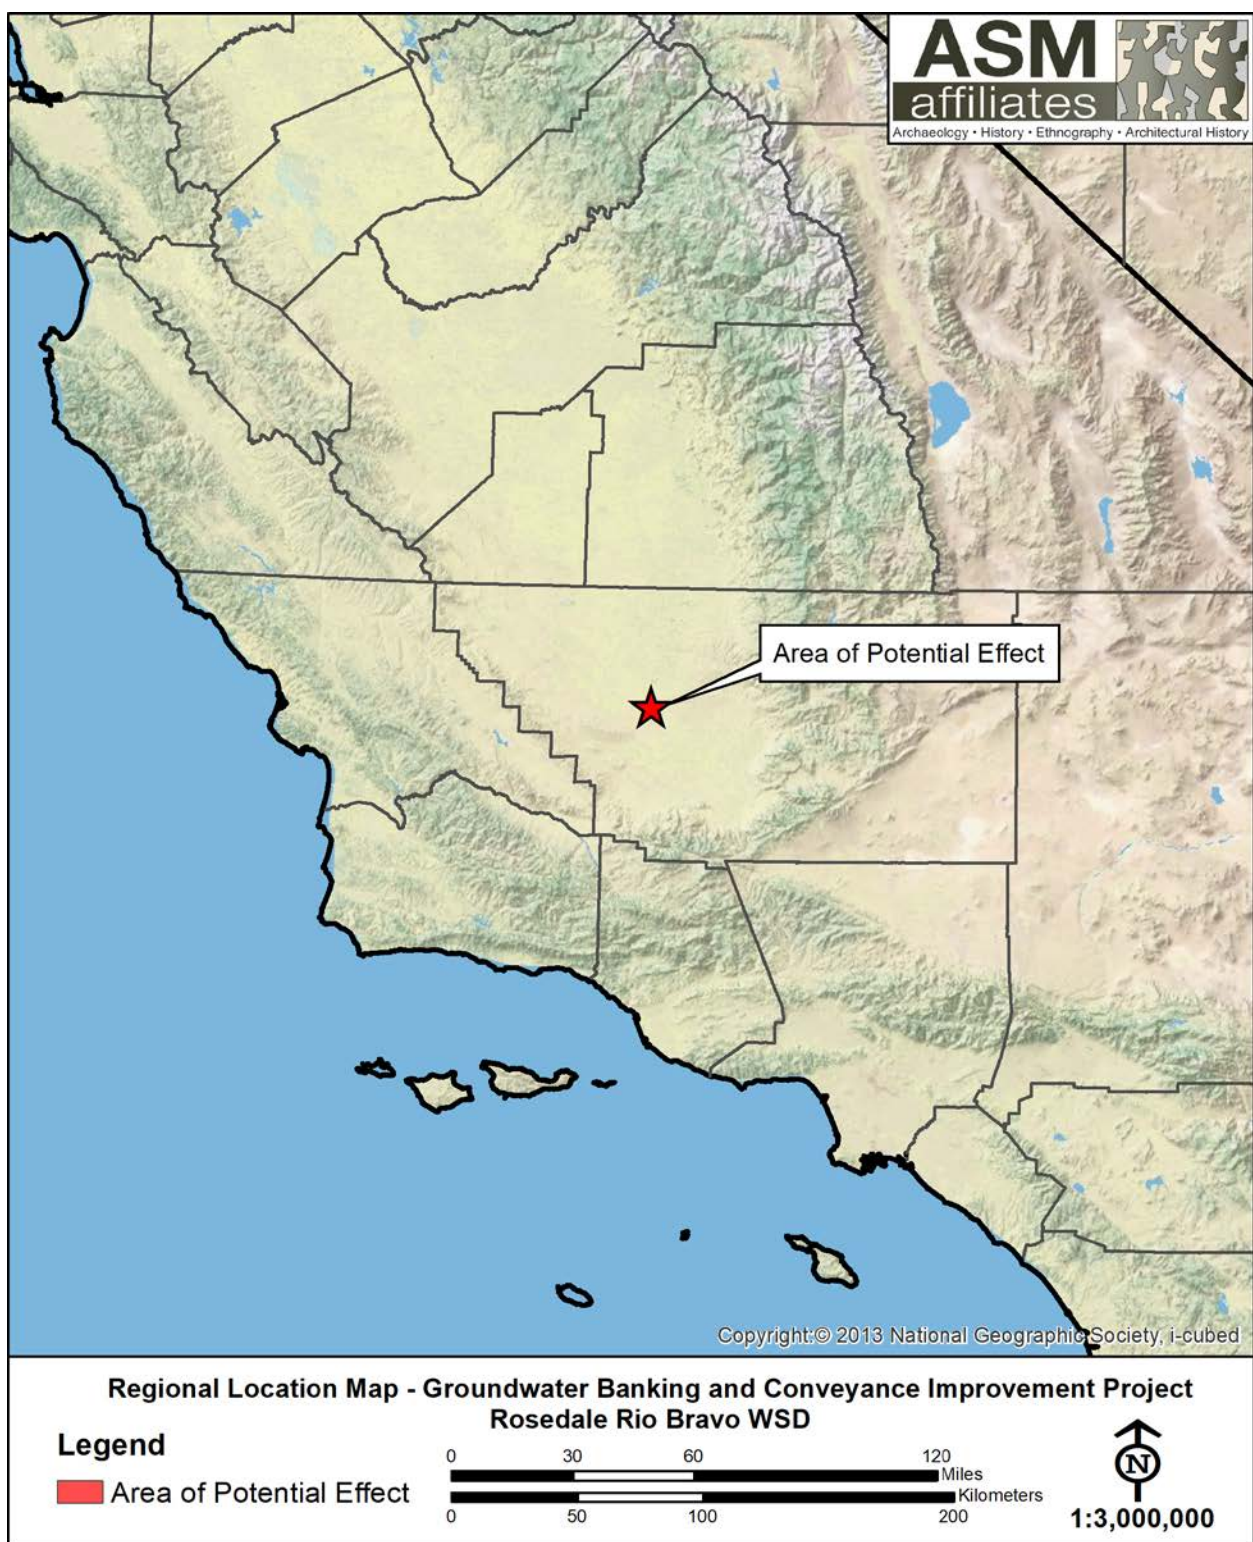 ASM
affiliates
Archaeology • History • Ethnography • Architectural History
Area of Potential Effect
Copyright:© 2013 National Geographic Society, i-cubed
Regional Location Map - Groundwater Banking and Conveyance Improvement Project
Rosedale Rio Bravo WSD
Legend
Area of Potential Effect
0 30 60 120
Miles
Kilometers
0 50 100 200
N
1:3,000,000